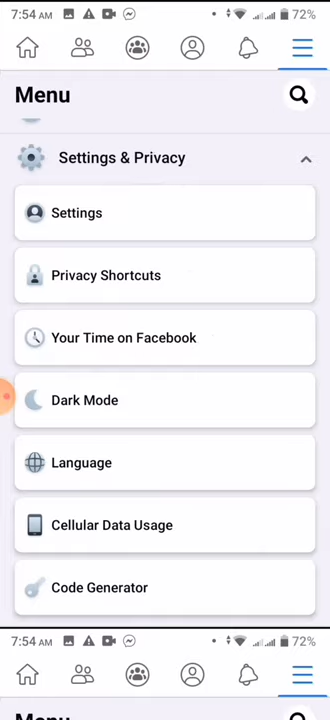 7:54 AM 72%
Menu
Settings & Privacy
Settings
Privacy Shortcuts
Your Time on Facebook
Dark Mode
Language
Cellular Data Usage
Code Generator
7:54 AM 72%
Menu